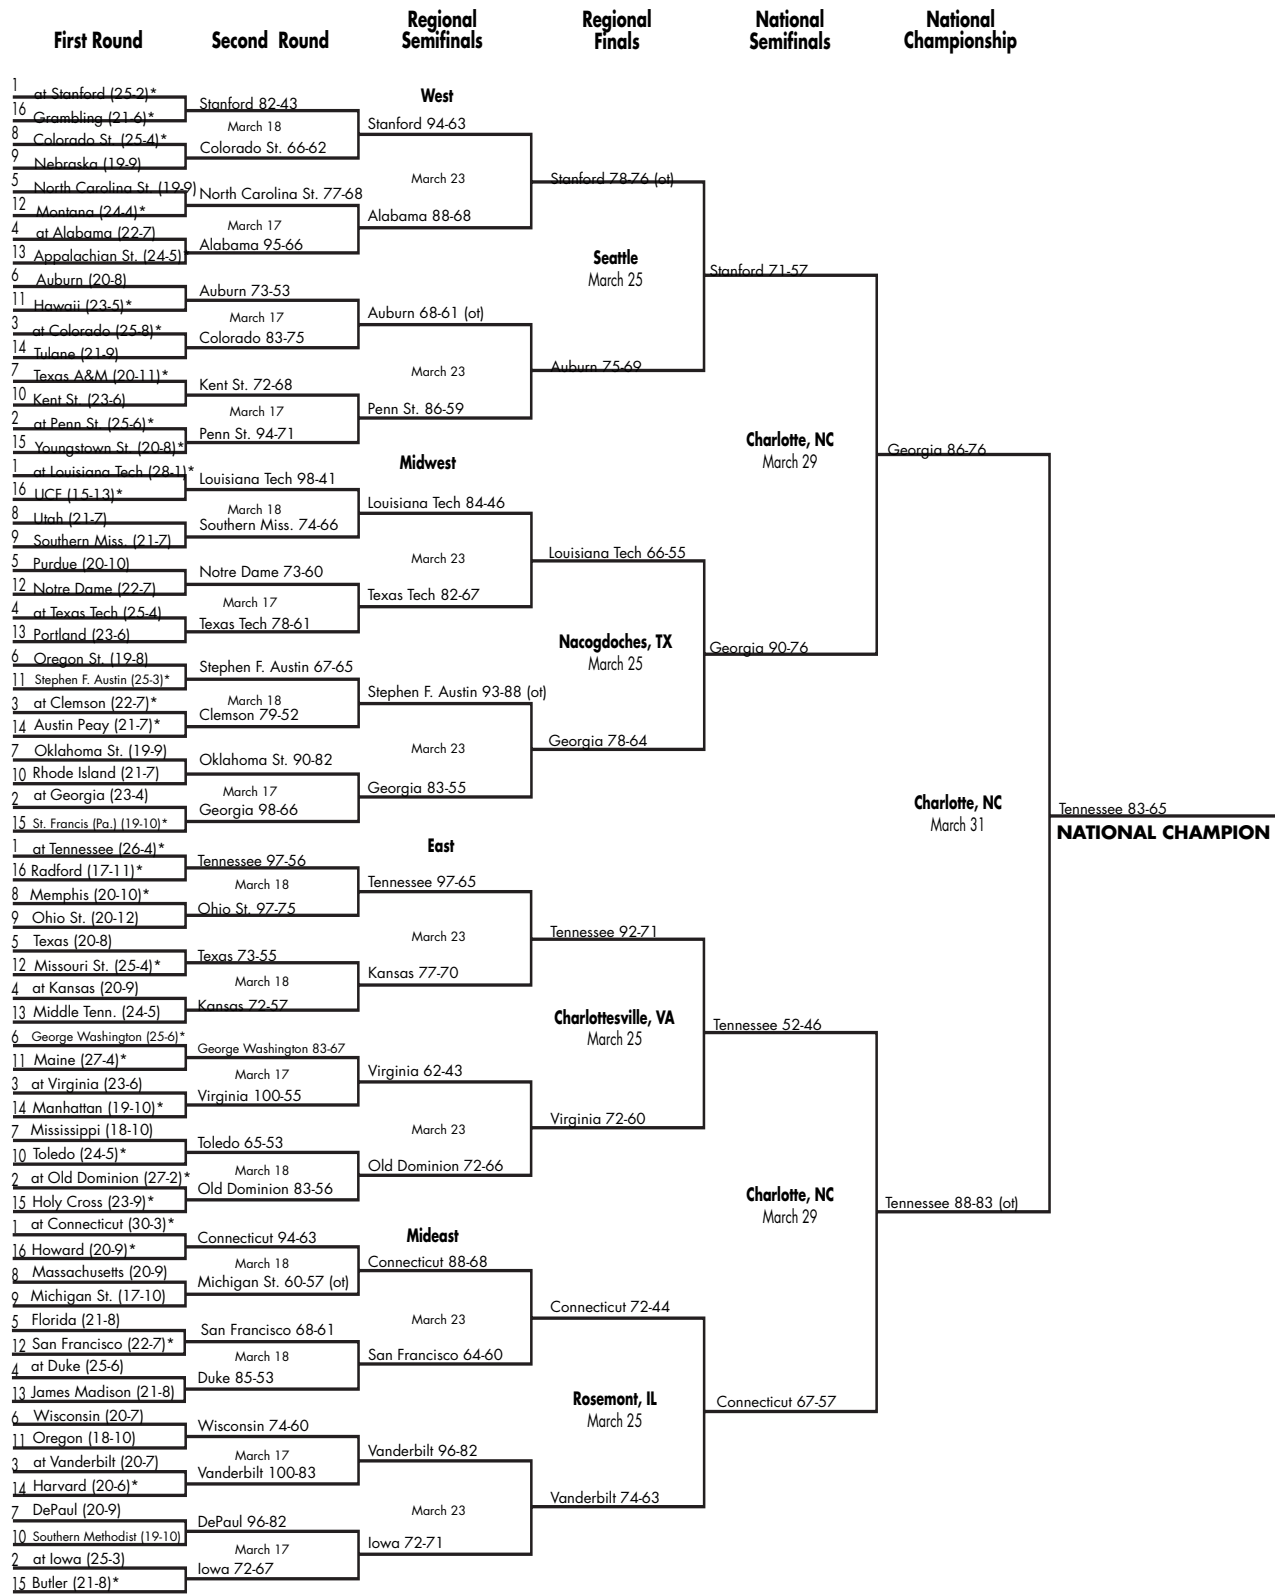 First Round
Second Round
Regional
Semifinals
Regional
Finals
National
Semifinals
National
Championship
1 at Stanford (25-2)*
16 Grambling (21-6)*
8 Colorado St. (25-4)*
9 Nebraska (19-9)
5 North Carolina St. (19-9)
12 Montana (24-4)*
4 at Alabama (22-7)
13 Appalachian St. (24-5)*
6 Auburn (20-8)
11 Hawaii (23-5)*
3 at Colorado (25-8)*
14 Tulane (21-9)
7 Texas A&M (20-11)*
10 Kent St. (23-6)
2 at Penn St. (25-6)*
15 Youngstown St. (20-8)*
1 at Louisiana Tech (28-1)*
16 UCF (15-13)*
8 Utah (21-7)
9 Southern Miss. (21-7)
5 Purdue (20-10)
12 Notre Dame (22-7)
4 at Texas Tech (25-4)
13 Portland (23-6)
6 Oregon St. (19-8)
11 Stephen F. Austin (25-3)*
3 at Clemson (22-7)*
14 Austin Peay (21-7)*
7 Oklahoma St. (19-9)
10 Rhode Island (21-7)
2 at Georgia (23-4)
15 St. Francis (Pa.) (19-10)*
1 at Tennessee (26-4)*
16 Radford (17-11)*
8 Memphis (20-10)*
9 Ohio St. (20-12)
5 Texas (20-8)
12 Missouri St. (25-4)*
4 at Kansas (20-9)
13 Middle Tenn. (24-5)
6 George Washington (25-6)*
11 Maine (27-4)*
3 at Virginia (23-6)
14 Manhattan (19-10)*
7 Mississippi (18-10)
10 Toledo (24-5)*
2 at Old Dominion (27-2)*
15 Holy Cross (23-9)*
1 at Connecticut (30-3)*
16 Howard (20-9)*
8 Massachusetts (20-9)
9 Michigan St. (17-10)
5 Florida (21-8)
12 San Francisco (22-7)*
4 at Duke (25-6)
13 James Madison (21-8)
6 Wisconsin (20-7)
11 Oregon (18-10)
3 at Vanderbilt (20-7)
14 Harvard (20-6)*
7 DePaul (20-9)
10 Southern Methodist (19-10)
2 at Iowa (25-3)
15 Butler (21-8)*
Stanford 82-43
March 18
Colorado St. 66-62
North Carolina St. 77-68
March 17
Alabama 95-66
Auburn 73-53
March 17
Colorado 83-75
Kent St. 72-68
March 17
Penn St. 94-71
Louisiana Tech 98-41
March 18
Southern Miss. 74-66
Notre Dame 73-60
March 17
Texas Tech 78-61
Stephen F. Austin 67-65
March 18
Clemson 79-52
Oklahoma St. 90-82
March 17
Georgia 98-66
Tennessee 97-56
March 18
Ohio St. 97-75
Texas 73-55
March 18
Kansas 72-57
George Washington 83-67
March 17
Virginia 100-55
Toledo 65-53
March 18
Old Dominion 83-56
Connecticut 94-63
March 18
Michigan St. 60-57 (ot)
San Francisco 68-61
March 18
Duke 85-53
Wisconsin 74-60
March 17
Vanderbilt 100-83
DePaul 96-82
March 17
Iowa 72-67
West
Stanford 94-63
March 23
Alabama 88-68
Auburn 68-61 (ot)
March 23
Penn St. 86-59
Midwest
Louisiana Tech 84-46
March 23
Texas Tech 82-67
Stephen F. Austin 93-88 (ot)
March 23
Georgia 83-55
East
Tennessee 97-65
March 23
Kansas 77-70
Virginia 62-43
March 23
Old Dominion 72-66
Mideast
Connecticut 88-68
March 23
San Francisco 64-60
Vanderbilt 96-82
March 23
Iowa 72-71
Stanford 78-76 (ot)
Seattle
March 25
Auburn 75-69
Louisiana Tech 66-55
Nacogdoches, TX
March 25
Georgia 78-64
Tennessee 92-71
Charlottesville, VA
March 25
Virginia 72-60
Connecticut 72-44
Rosemont, IL
March 25
Vanderbilt 74-63
Stanford 71-57
Charlotte, NC
March 29
Georgia 90-76
Tennessee 52-46
Charlotte, NC
March 29
Connecticut 67-57
Georgia 86-76
Charlotte, NC
March 31
Tennessee 88-83 (ot)
Tennessee 83-65
NATIONAL CHAMPION